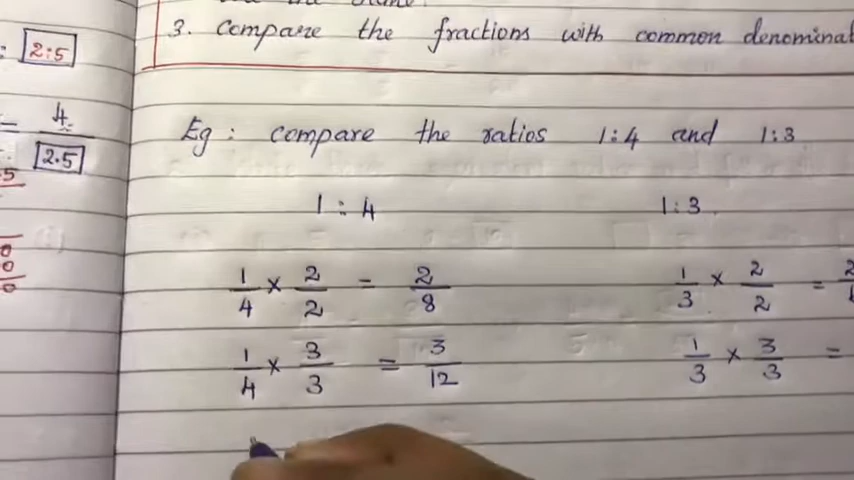 3. Compare the fractions with common denominat
: 2:5
Eg : compare the ratios 1:4 and 1:3
= 4/2.5
1 : 4 1:3
1/4 × 2/2 = 2/8 1/3 × 2/2 = 2/
1/4 × 3/3 = 3/12 1/3 × 3/3 =